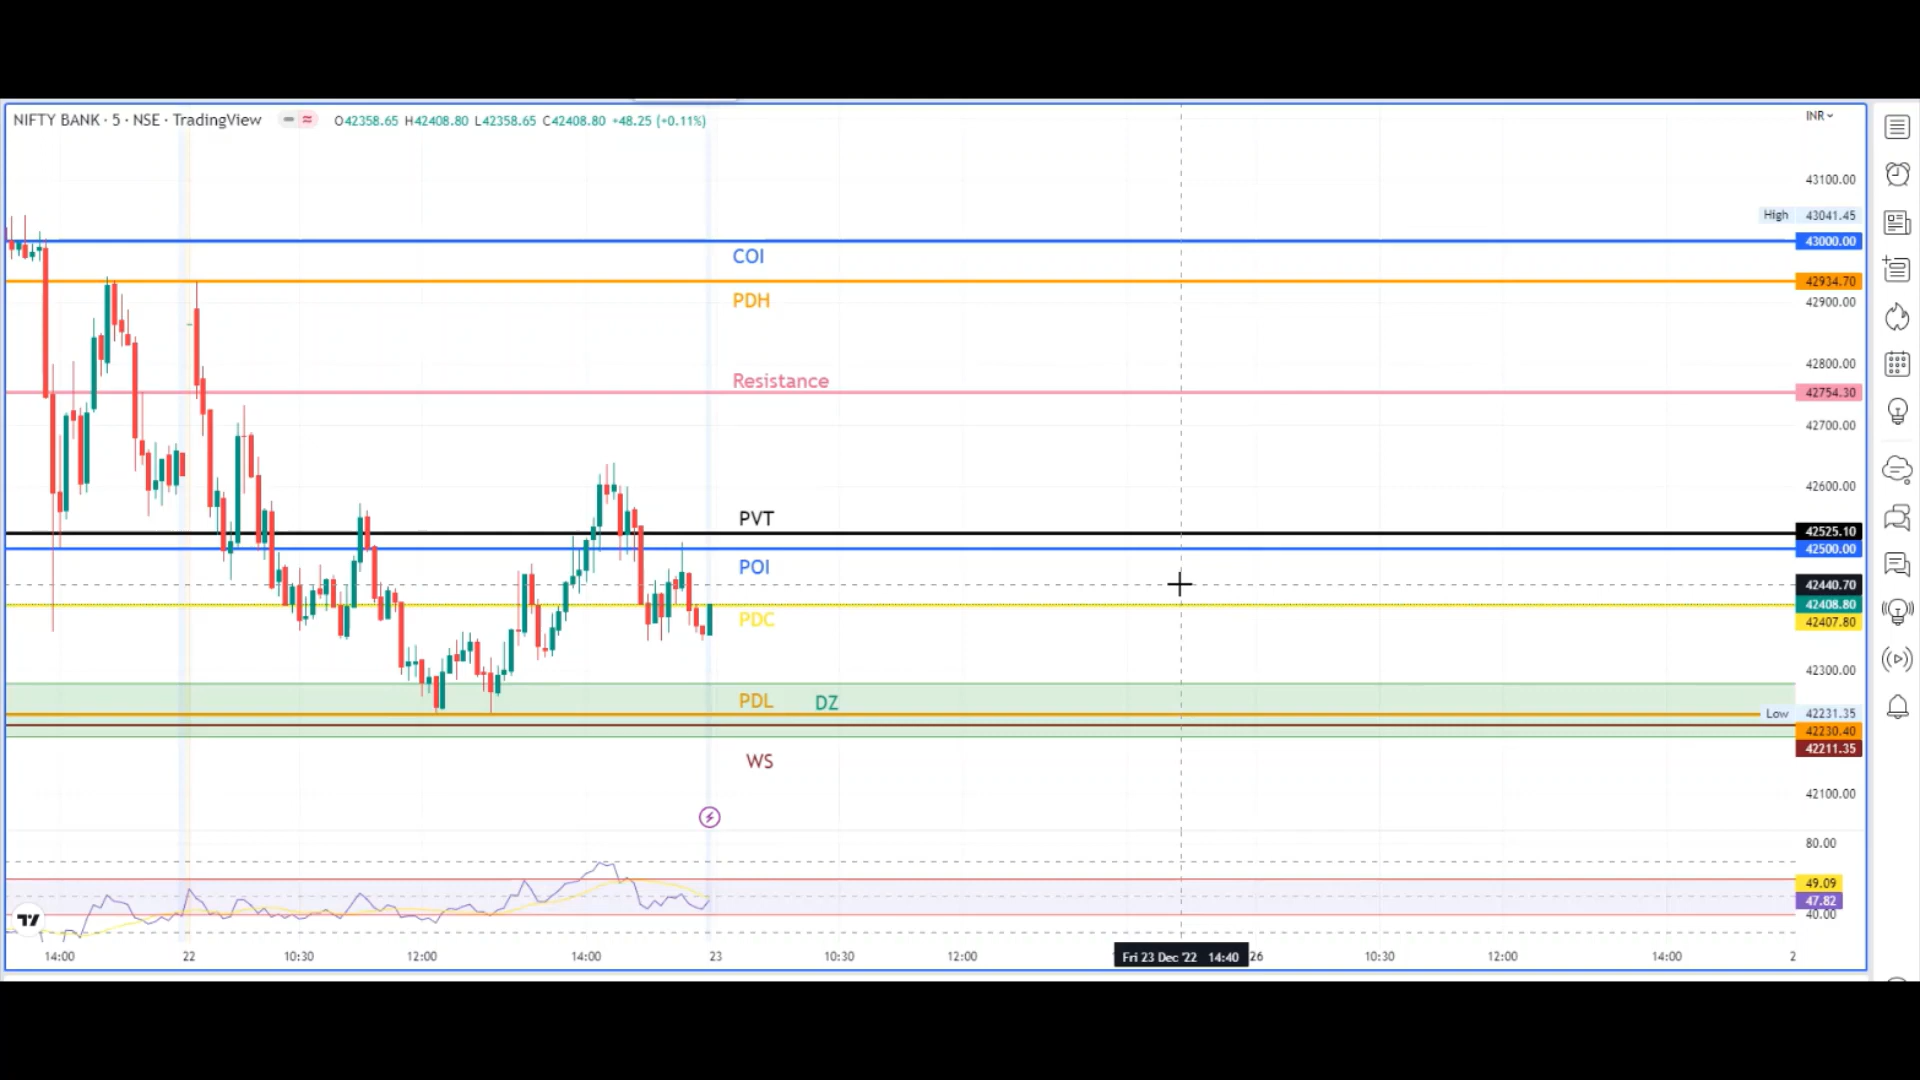 NIFTY BANK · 5 · NSE · TradingView O42358.65 H42408.80 L42358.65 C42408.80 +48.25 (+0.11%)
INR
43100.00
High 43041.45
43000.00
COI
42934.70
PDH
42900.00
42800.00
Resistance
42754.30
42700.00
42600.00
PVT
42525.10
42500.00
POI
42440.70
42408.80
PDC
42407.80
42300.00
PDL DZ
Low 42231.35
42230.40
42211.35
WS
42100.00
80.00
49.09
47.82
40.00
14:00 22 10:30 12:00 14:00 23 10:30 12:00 Fri 23 Dec '22 14:40 26 10:30 12:00 14:00 2